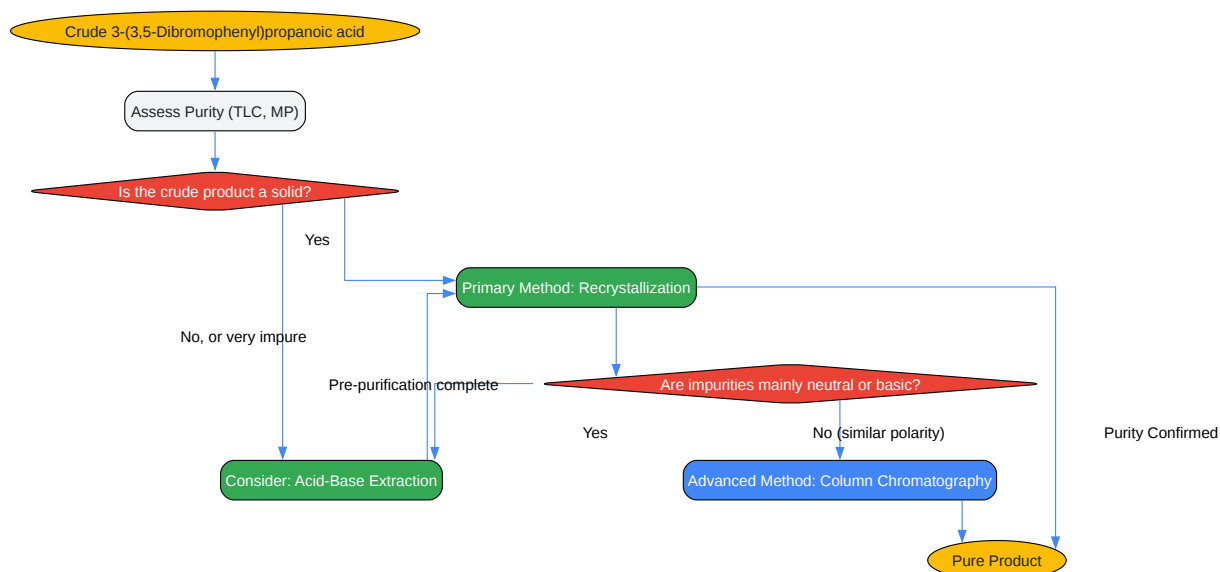 Crude 3-(3,5-Dibromophenyl)propanoic acid
Assess Purity (TLC, MP)
Is the crude product a solid?
Yes
Primary Method: Recrystallization
No, or very impure
Pre-purification complete
Are impurities mainly neutral or basic?
Yes
No (similar polarity)
Purity Confirmed
Consider: Acid-Base Extraction
Advanced Method: Column Chromatography
Pure Product